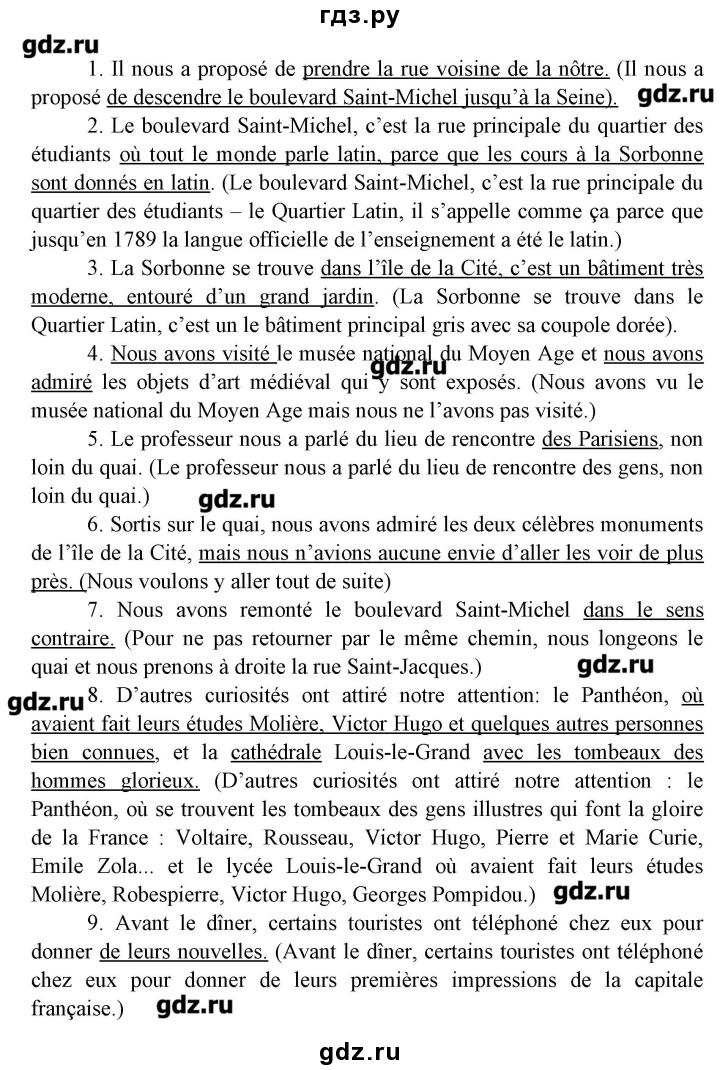 гдз.ру
gdz.ru
1. Il nous a proposé de prendre la rue voisine de la nôtre. (Il nous a
proposé de descendre le boulevard Saint-Michel jusqu’à la Seine). gdz.ru
2. Le boulevard Saint-Michel, c’est la rue principale du quartier des
étudiants où tout le monde parle latin, parce que les cours à la Sorbonne
sont donnés en latin. (Le boulevard Saint-Michel, c’est la rue principale du
quartier des étudiants – le Quartier Latin, il s’appelle comme ça parce que
jusqu’en 1789 la langue officielle de l’enseignement a été le latin.)
3. La Sorbonne se trouve dans l’île de la Cité, c’est un bâtiment très
moderne, entouré d’un grand jardin. (La Sorbonne se trouve dans le
Quartier Latin, c’est un le bâtiment principal gris avec sa coupole dorée).
4. Nous avons visité le musée national du Moyen Age et nous avons
gdz.ru
admiré les objets d’art médiéval qui y sont exposés. (Nous avons vu le
musée national du Moyen Age mais nous ne l’avons pas visité.)
5. Le professeur nous a parlé du lieu de rencontre des Parisiens, non
loin du quai. (Le professeur nous a parlé du lieu de rencontre des gens, non
loin du quai.) gdz.ru
6. Sortis sur le quai, nous avons admiré les deux célèbres monuments
de l’île de la Cité, mais nous n’avions aucune envie d’aller les voir de plus
près. (Nous voulons y aller tout de suite)
7. Nous avons remonté le boulevard Saint-Michel dans le sens
contraire. (Pour ne pas retourner par le même chemin, nous longeons le
quai et nous prenons à droite la rue Saint-Jacques.) gdz.ru
gdz.ru 8. D’autres curiosités ont attiré notre attention: le Panthéon, où
avaient fait leurs études Molière, Victor Hugo et quelques autres personnes
bien connues, et la cathédrale Louis-le-Grand avec les tombeaux des
hommes glorieux. (D’autres curiosités ont attiré notre attention : le
Panthéon, où se trouvent les tombeaux des gens illustres qui font la gloire
de la France : Voltaire, Rousseau, Victor Hugo, Pierre et Marie Curie,
Emile Zola... et le lycée Louis-le-Grand où avaient fait leurs études
Molière, Robespierre, Victor Hugo, Georges Pompidou.) gdz.ru
9. Avant le dîner, certains touristes ont téléphoné chez eux pour
donner de leurs nouvelles. (Avant le dîner, certains touristes ont téléphoné
chez eux pour donner de leurs premières impressions de la capitale
française.) gdz.ru
gdz.ru